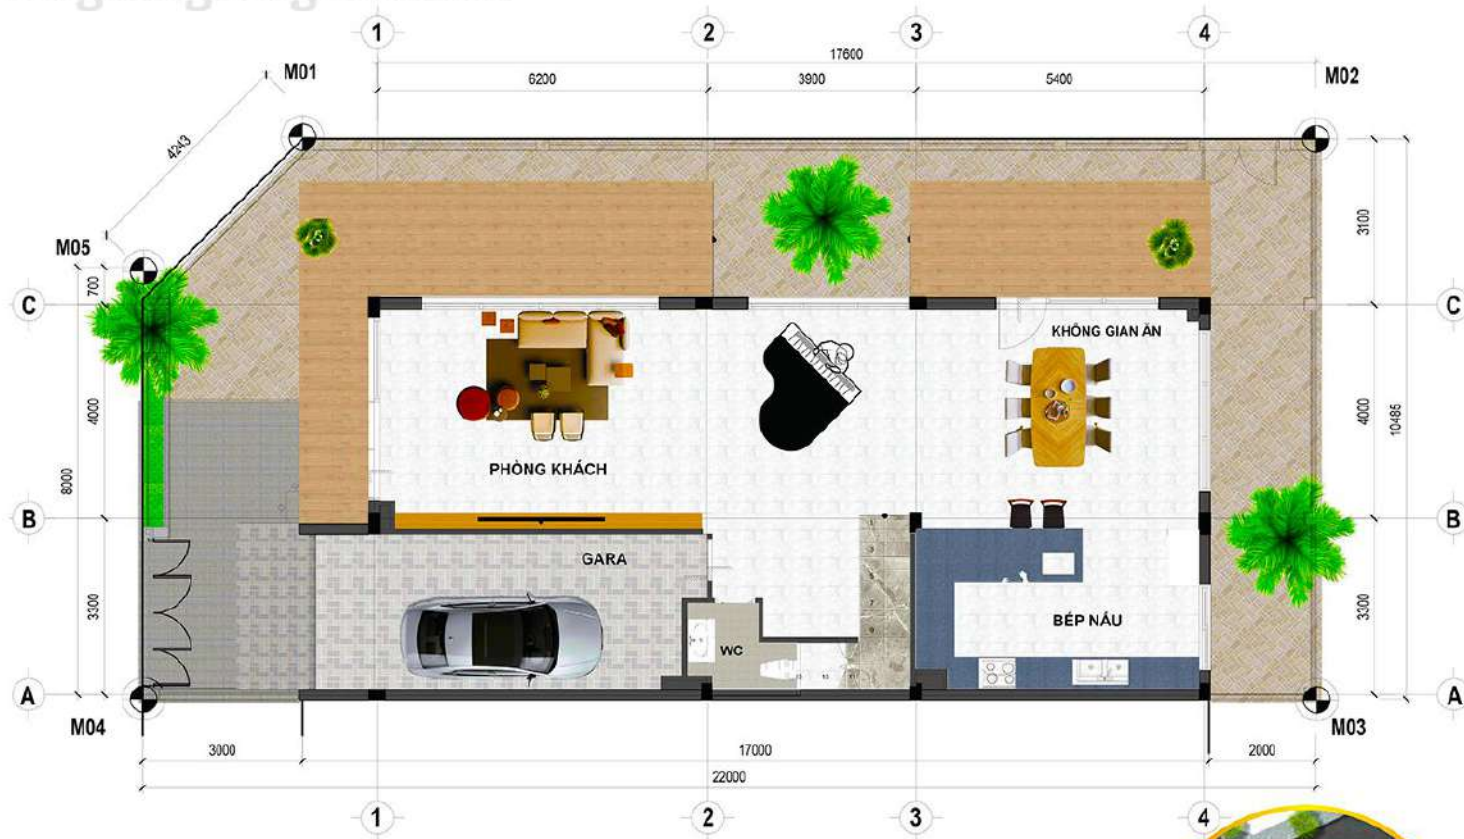 1 2 3 4
17600
M01 M02
6200 3900 5400
4243
3100
M05
700
C C
KHÔNG GIAN ĂN
4000 4000
10485
PHÒNG KHÁCH
8000
B B
GARA
3300 3300
BẾP NẤU
WC
A A
M04 M03
3000 17000 2000
22000
1 2 3 4